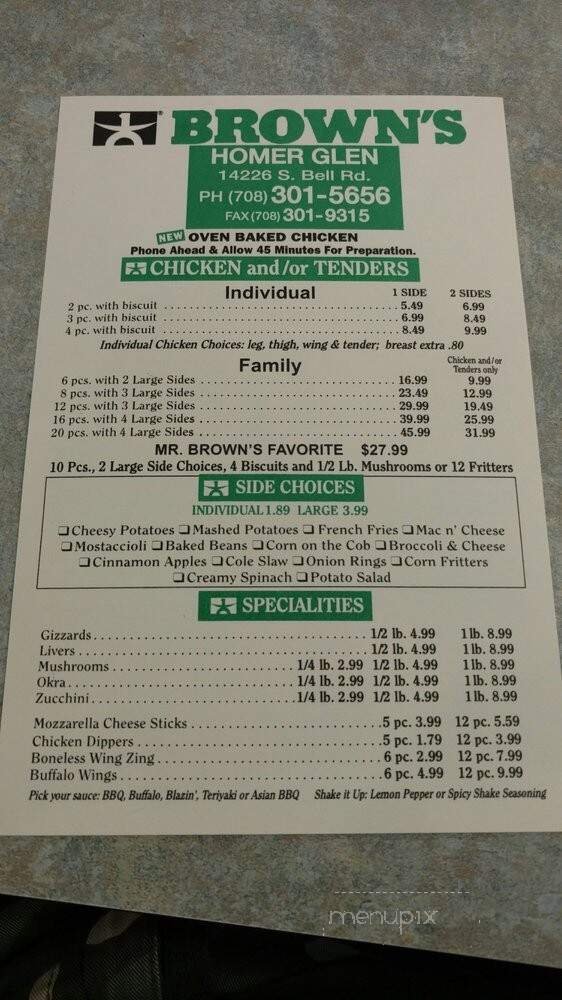 BROWN'S
HOMER GLEN
14226 S. Bell Rd.
PH (708) 301-5656
FAX (708) 301-9315
NEW OVEN BAKED CHICKEN
Phone Ahead & Allow 45 Minutes For Preparation.
CHICKEN and/or TENDERS
Individual 1 SIDE 2 SIDES
2 pc. with biscuit 5.49 6.99
3 pc. with biscuit 6.99 8.49
4 pc. with biscuit 8.49 9.99
Individual Chicken Choices: leg, thigh, wing & tender; breast extra .80
Family Chicken and/or Tenders only
6 pcs. with 2 Large Sides 16.99 9.99
8 pcs. with 3 Large Sides 23.49 12.99
12 pcs. with 3 Large Sides 29.99 19.49
16 pcs. with 4 Large Sides 39.99 25.99
20 pcs. with 4 Large Sides 45.99 31.99
MR. BROWN'S FAVORITE $27.99
10 Pcs., 2 Large Side Choices, 4 Biscuits and 1/2 Lb. Mushrooms or 12 Fritters
SIDE CHOICES
INDIVIDUAL 1.89 LARGE 3.99
❑ Cheesy Potatoes ❑ Mashed Potatoes ❑ French Fries ❑ Mac n' Cheese
❑ Mostaccioli ❑ Baked Beans ❑ Corn on the Cob ❑ Broccoli & Cheese
❑ Cinnamon Apples ❑ Cole Slaw ❑ Onion Rings ❑ Corn Fritters
❑ Creamy Spinach ❑ Potato Salad
SPECIALITIES
Gizzards 1/2 lb. 4.99 1 lb. 8.99
Livers 1/2 lb. 4.99 1 lb. 8.99
Mushrooms 1/4 lb. 2.99 1/2 lb. 4.99 1 lb. 8.99
Okra 1/4 lb. 2.99 1/2 lb. 4.99 1 lb. 8.99
Zucchini 1/4 lb. 2.99 1/2 lb. 4.99 1 lb. 8.99
Mozzarella Cheese Sticks 5 pc. 3.99 12 pc. 5.59
Chicken Dippers 5 pc. 1.79 12 pc. 3.99
Boneless Wing Zing 6 pc. 2.99 12 pc. 7.99
Buffalo Wings 6 pc. 4.99 12 pc. 9.99
Pick your sauce: BBQ, Buffalo, Blazin', Teriyaki or Asian BBQ Shake it Up: Lemon Pepper or Spicy Shake Seasoning
menupix